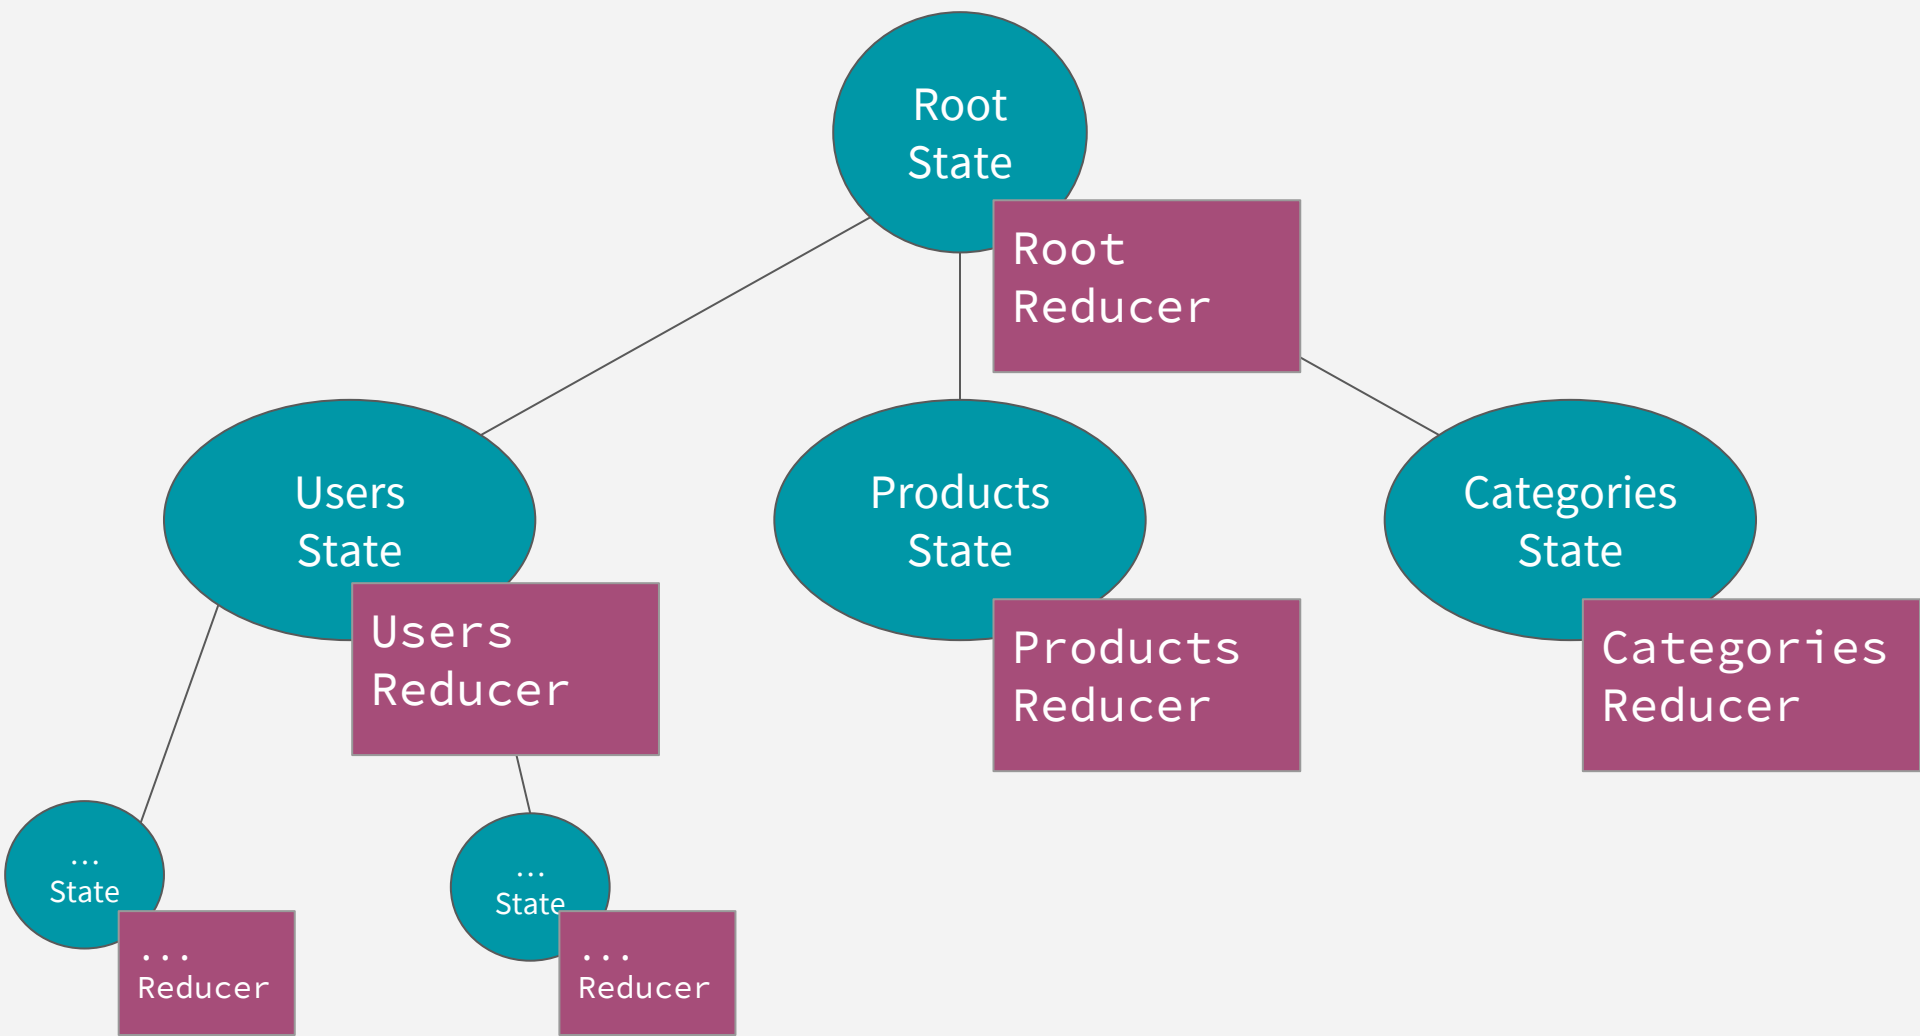 Root
State
Root
Reducer
Users
State
Users
Reducer
Products
State
Products
Reducer
Categories
State
Categories
Reducer
...
State
...
Reducer
...
State
...
Reducer